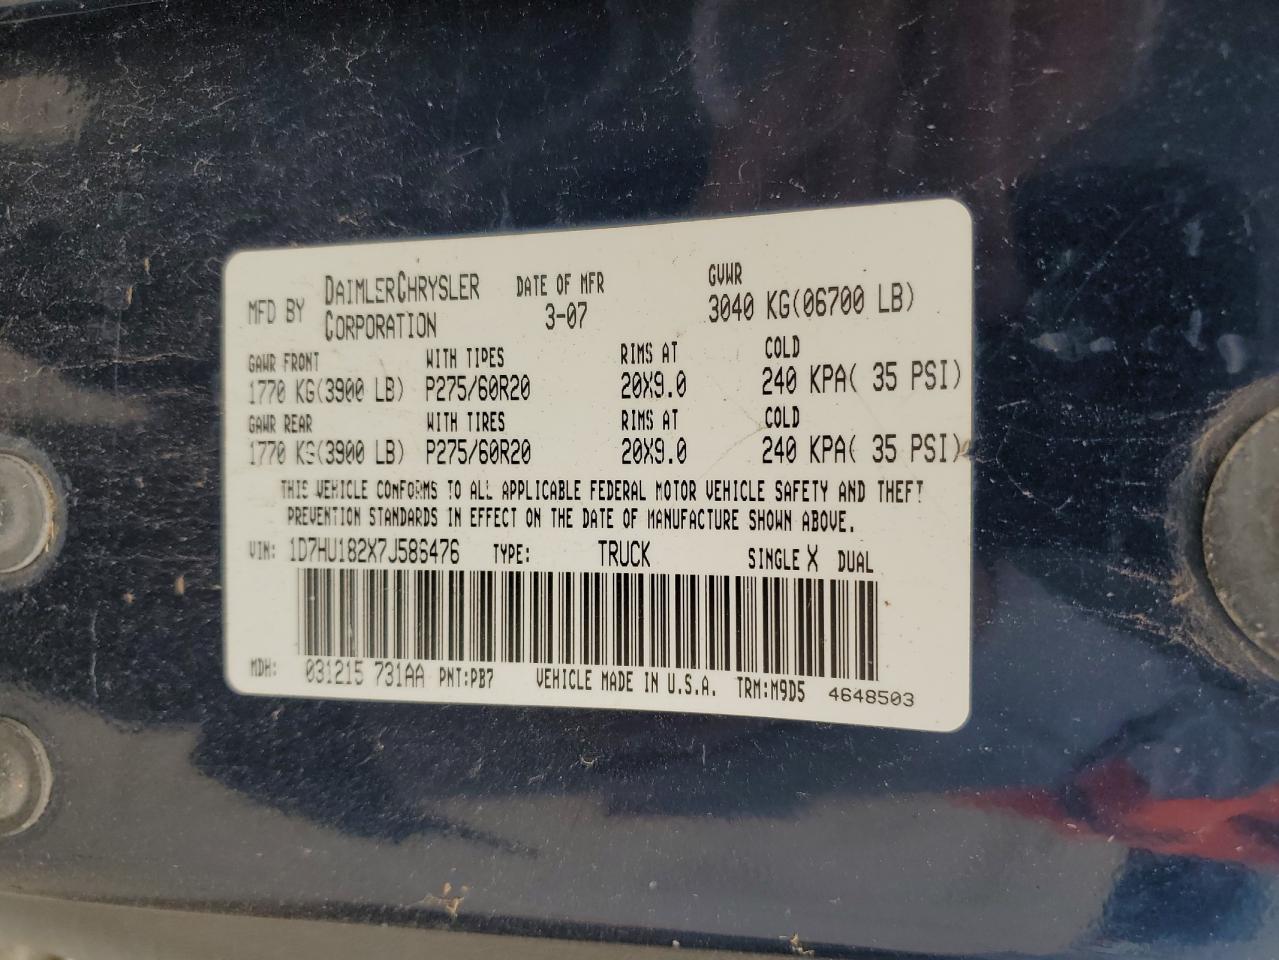 MFD BY DAIMLERCHRYSLER CORPORATION DATE OF MFR 3-07 GVWR 3040 KG(06700 LB)
GAWR FRONT WITH TIRES RIMS AT COLD
1770 KG(3900 LB) P275/60R20 20X9.0 240 KPA( 35 PSI)
GAWR REAR WITH TIRES RIMS AT COLD
1770 KG(3900 LB) P275/60R20 20X9.0 240 KPA( 35 PSI)
THIS VEHICLE CONFORMS TO ALL APPLICABLE FEDERAL MOTOR VEHICLE SAFETY AND THEFT
PREVENTION STANDARDS IN EFFECT ON THE DATE OF MANUFACTURE SHOWN ABOVE.
VIN: 1D7HU182X7J586476 TYPE: TRUCK SINGLE X DUAL
MDH: 031215 731AA PNT:PB7 VEHICLE MADE IN U.S.A. TRM:M9D5 4648503